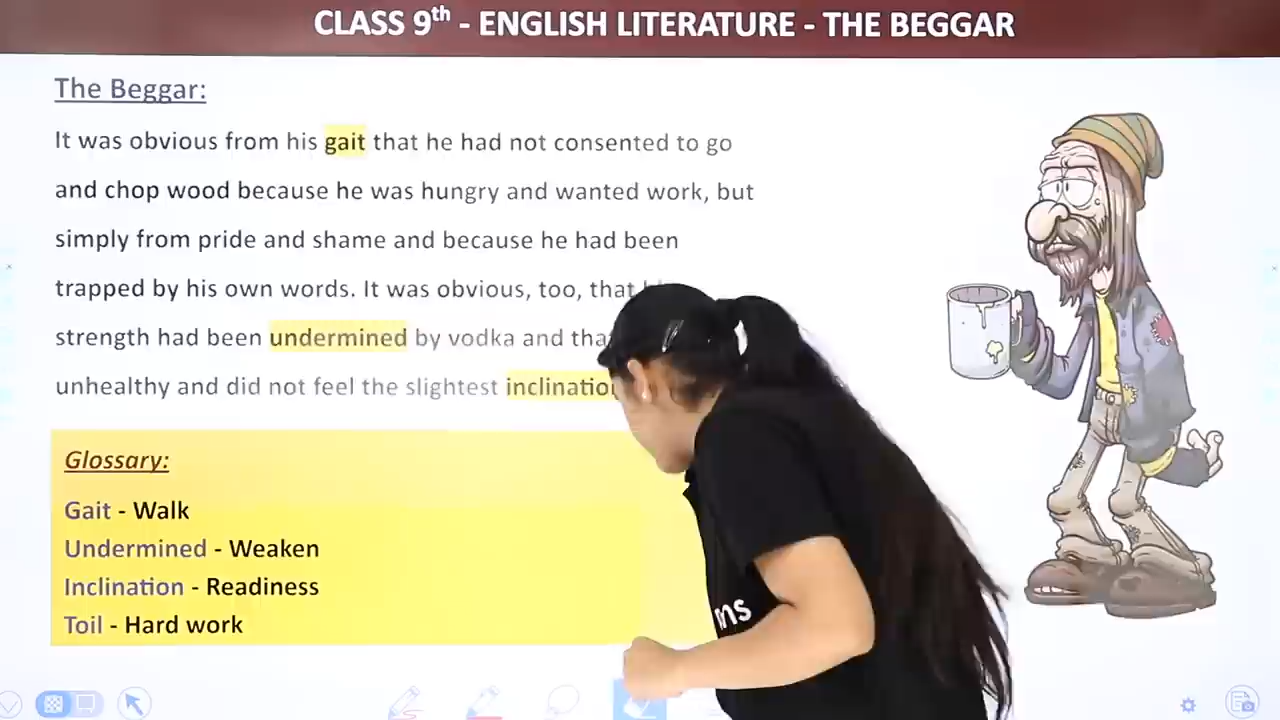 CLASS 9th - ENGLISH LITERATURE - THE BEGGAR
The Beggar:
It was obvious from his gait that he had not consented to go
and chop wood because he was hungry and wanted work, but
simply from pride and shame and because he had been
trapped by his own words. It was obvious, too, that
strength had been undermined by vodka and
unhealthy and did not feel the slightest
Glossary:
Gait - Walk
Undermined - Weaken
Inclination - Readiness
Toil - Hard work